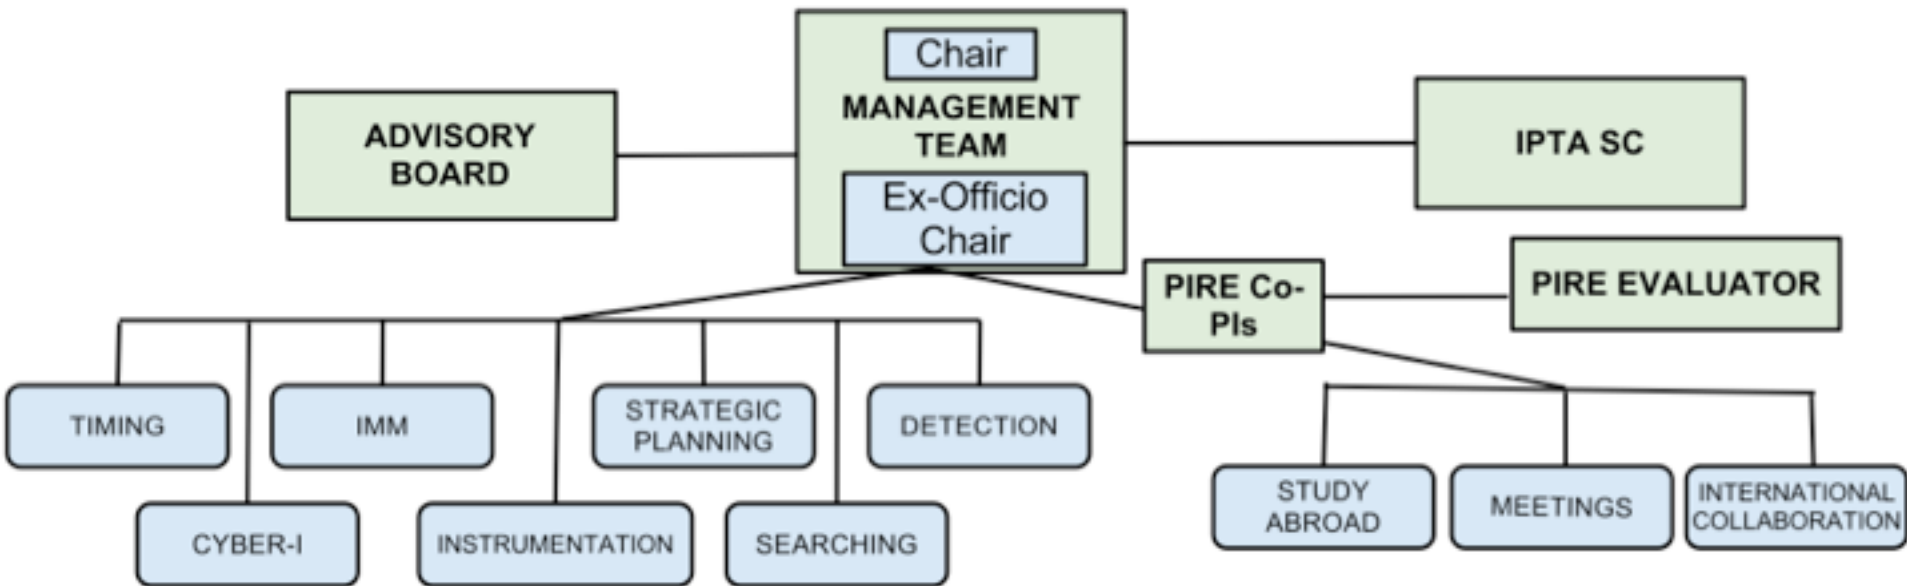 Chair
MANAGEMENT
TEAM
Ex-Officio
Chair
ADVISORY
BOARD
IPTA SC
PIRE Co-
PIs
PIRE EVALUATOR
TIMING
IMM
STRATEGIC
PLANNING
DETECTION
CYBER-I
INSTRUMENTATION
SEARCHING
STUDY
ABROAD
MEETINGS
INTERNATIONAL
COLLABORATION